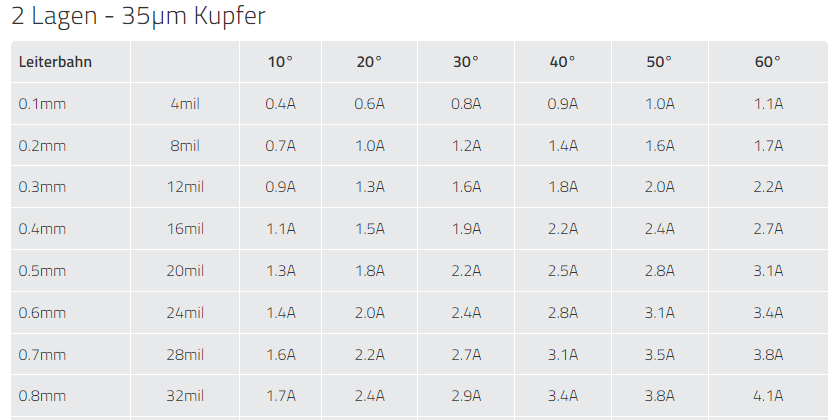 2 Lagen - 35µm Kupfer
Leiterbahn 10° 20° 30° 40° 50° 60°
0.1mm 4mil 0.4A 0.6A 0.8A 0.9A 1.0A 1.1A
0.2mm 8mil 0.7A 1.0A 1.2A 1.4A 1.6A 1.7A
0.3mm 12mil 0.9A 1.3A 1.6A 1.8A 2.0A 2.2A
0.4mm 16mil 1.1A 1.5A 1.9A 2.2A 2.4A 2.7A
0.5mm 20mil 1.3A 1.8A 2.2A 2.5A 2.8A 3.1A
0.6mm 24mil 1.4A 2.0A 2.4A 2.8A 3.1A 3.4A
0.7mm 28mil 1.6A 2.2A 2.7A 3.1A 3.5A 3.8A
0.8mm 32mil 1.7A 2.4A 2.9A 3.4A 3.8A 4.1A